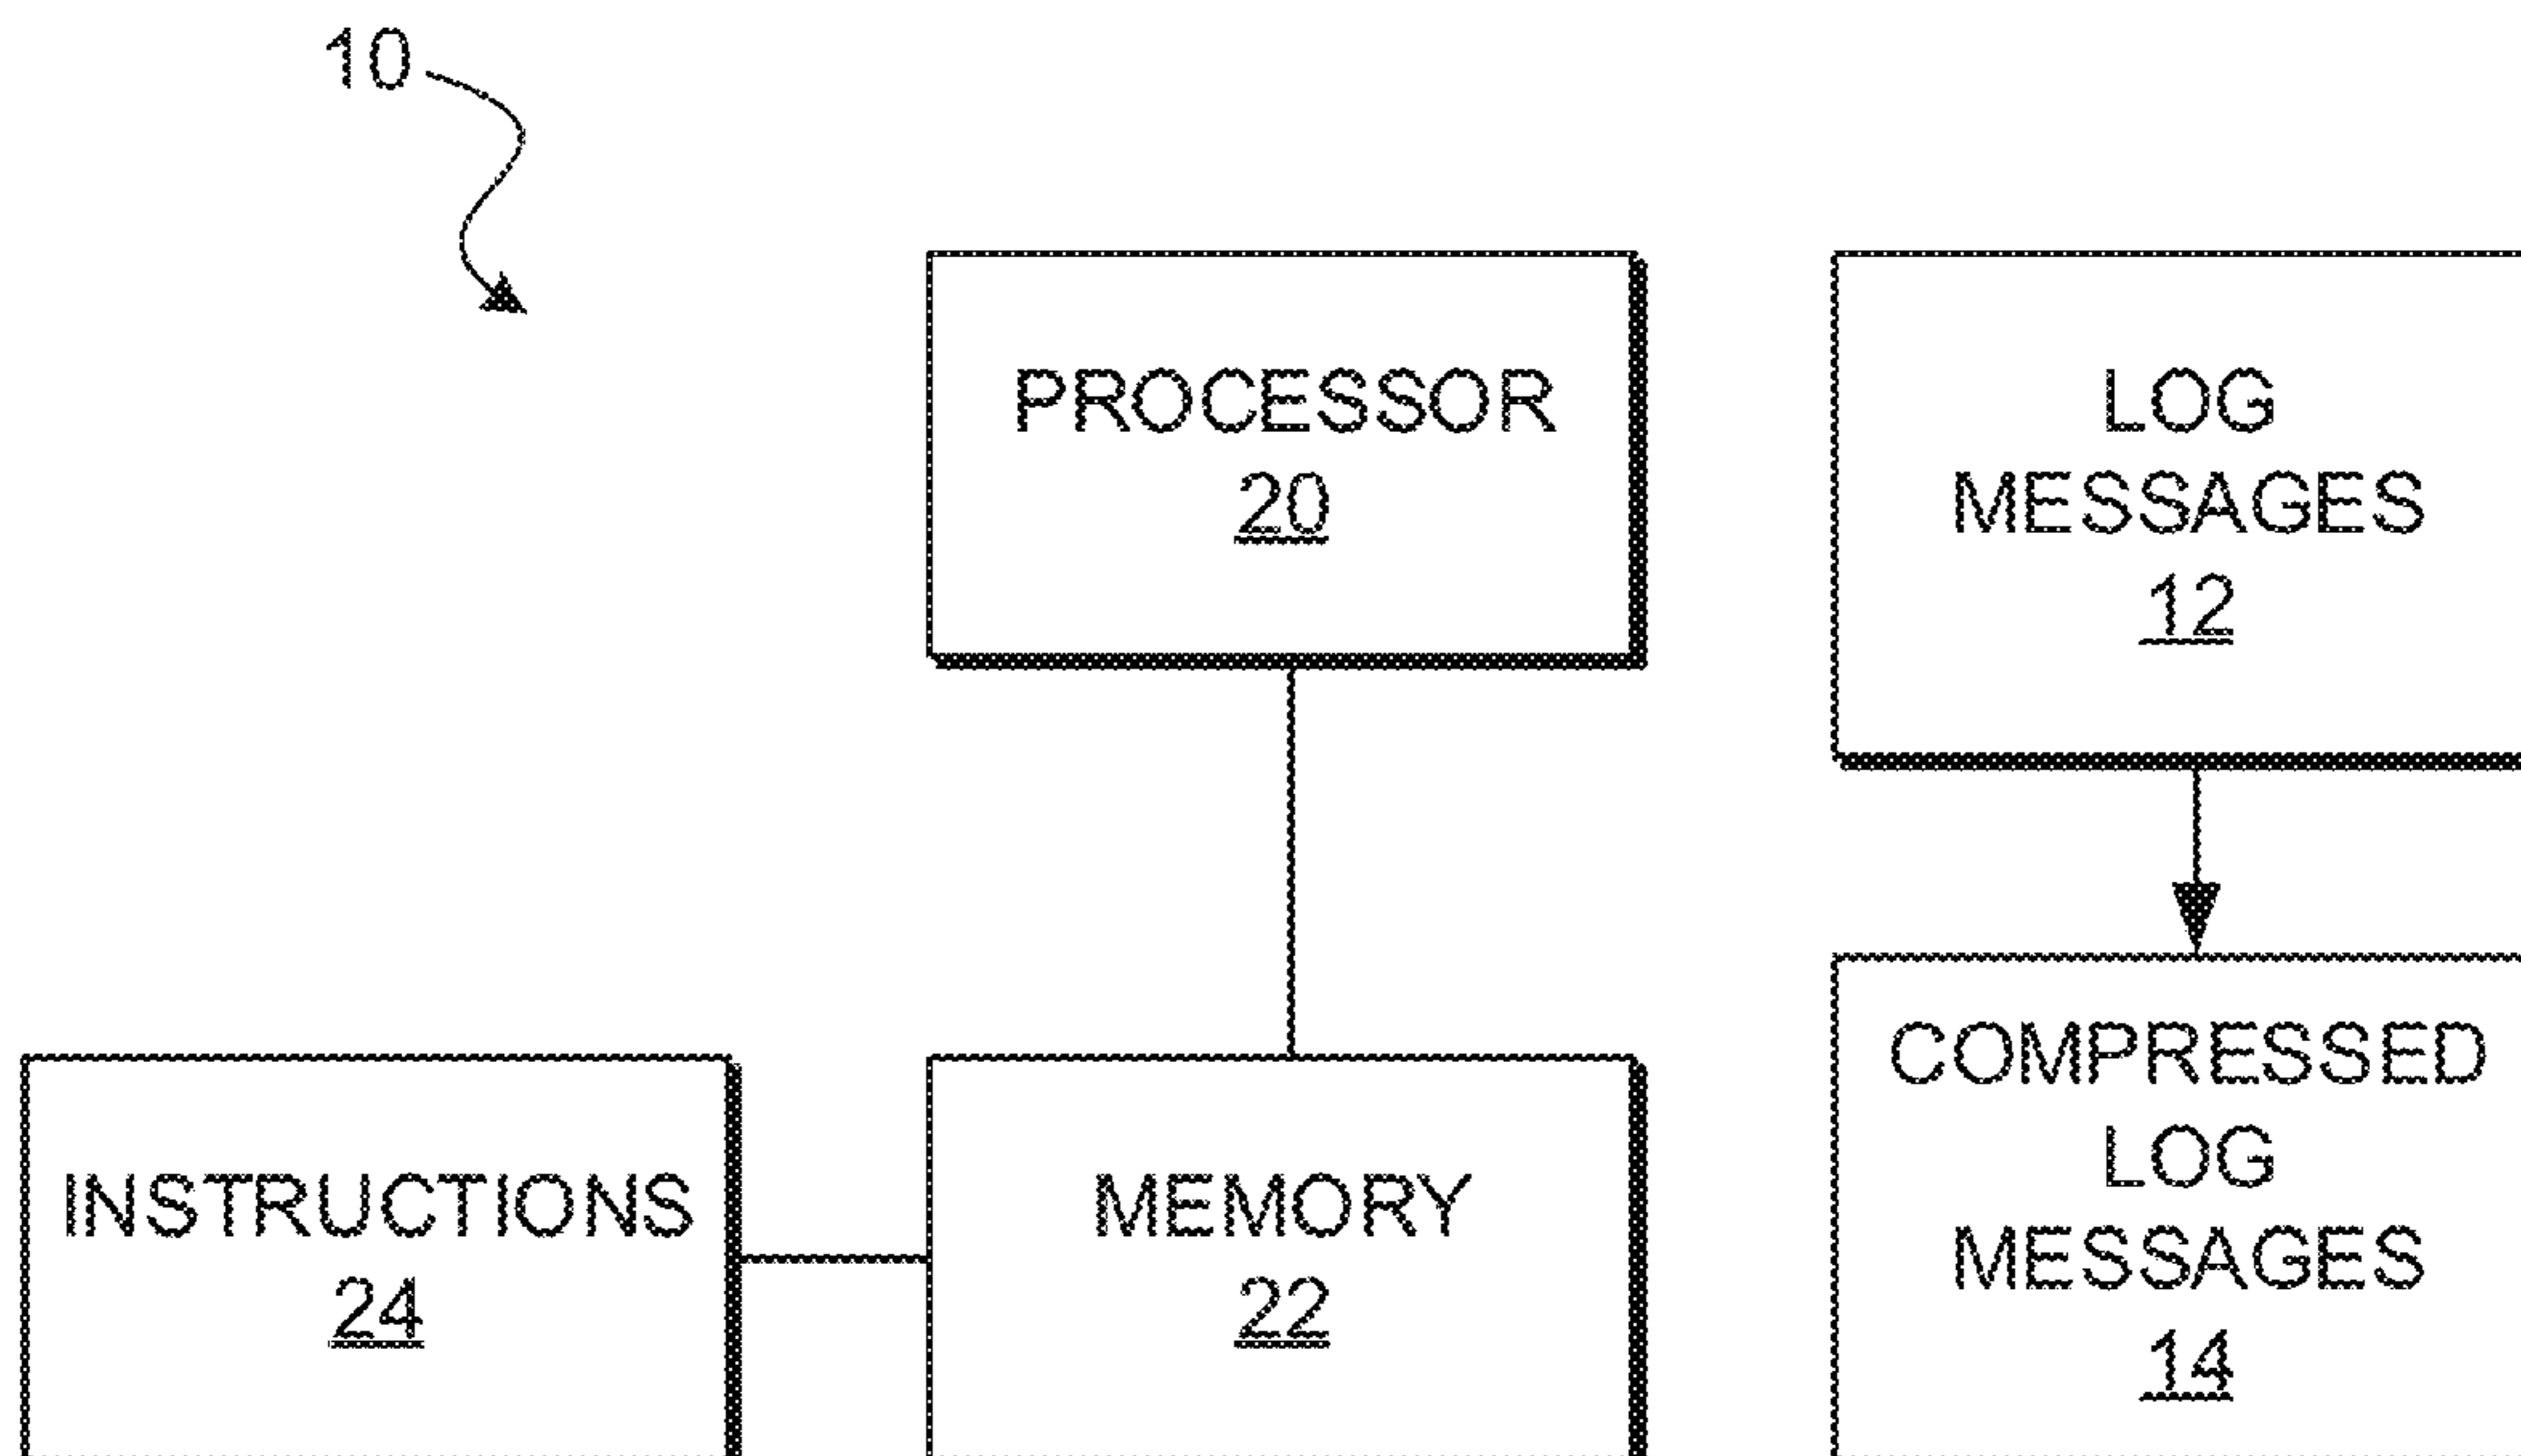 10
PROCESSOR
20
LOG
MESSAGES
12
INSTRUCTIONS
24
MEMORY
22
COMPRESSED
LOG
MESSAGES
14